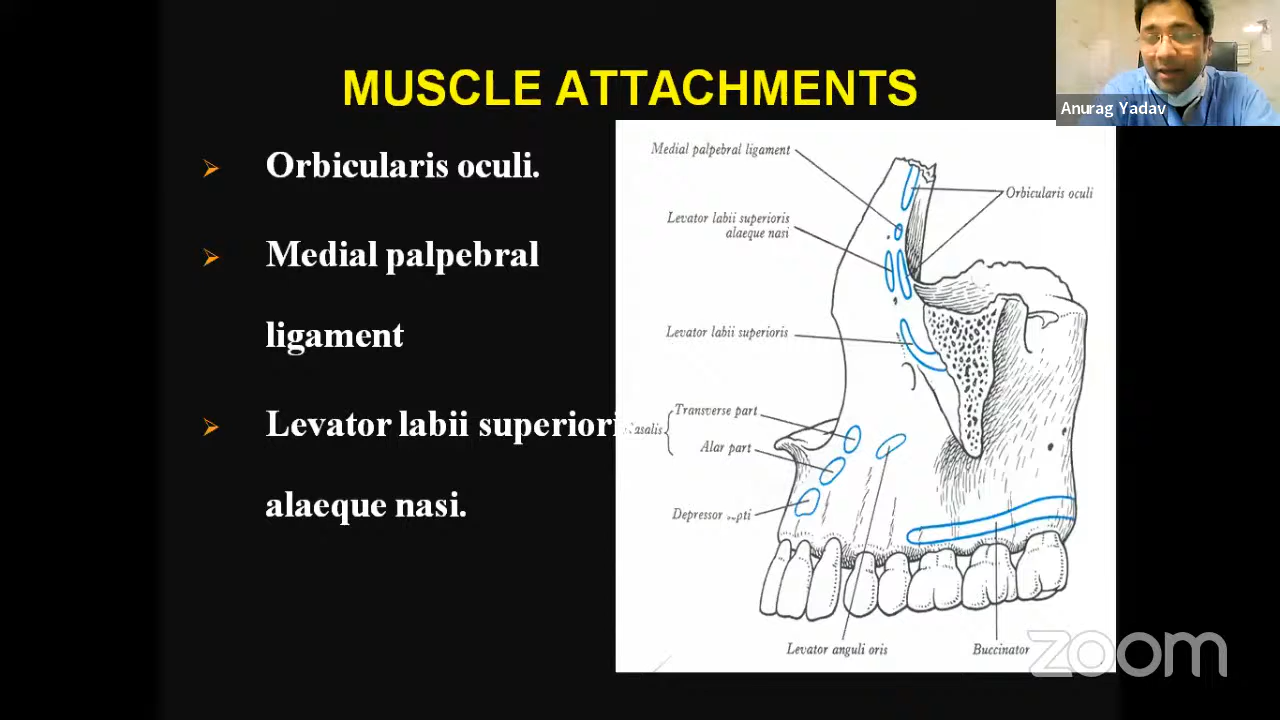 MUSCLE ATTACHMENTS
Anurag Yadav
Orbicularis oculi.
Medial palpebral
ligament
Levator labii superiori
alaeque nasi.
Medial palpebral ligament
Orbicularis oculi
Levator labii superioris
alaeque nasi
Levator labii superioris
Transverse part
Alar part
Depressor
Levator anguli oris
Buccinator
zoom